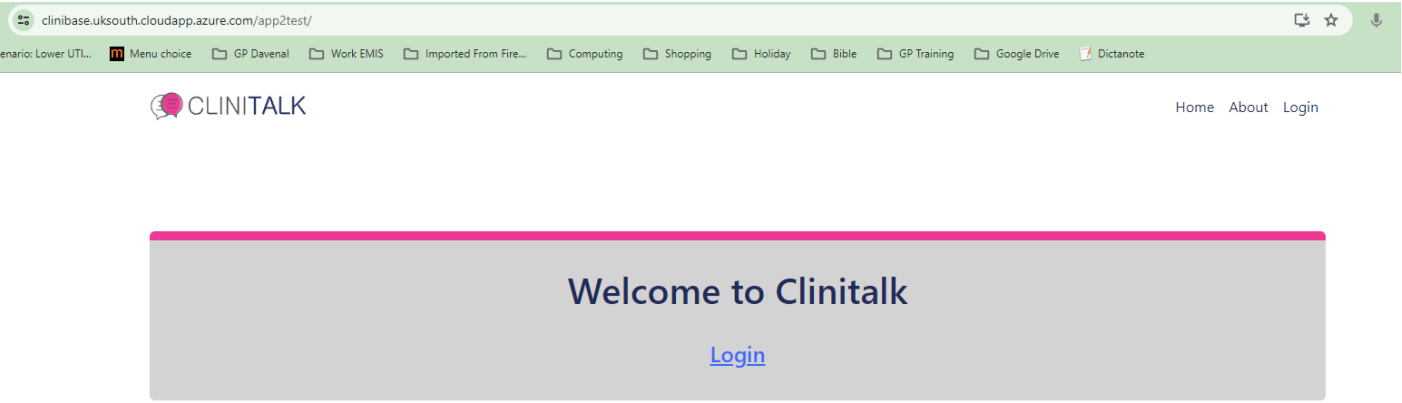 clinibase.uksouth.cloudapp.azure.com/app2test/
enario: Lower UTI... m Menu choice GP Davenal Work EMIS Imported From Fire... Computing Shopping Holiday Bible GP Training Google Drive Dictanote
CLINITALK Home About Login
Welcome to Clinitalk
Login